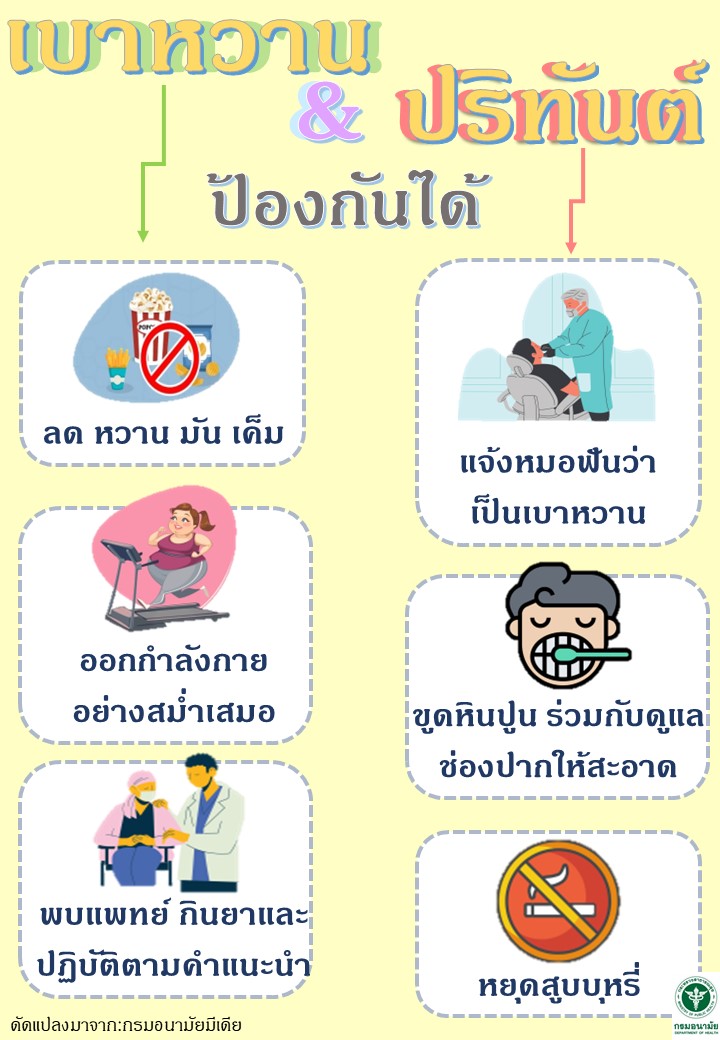 เบาหวาน
&
ปริทันต์
ป้องกันได้
POPC
ลด หวาน มัน เค็ม
ออกกำลังกาย
อย่างสม่ำเสมอ
พบแพทย์ กินยาและ
ปฏิบัติตามคำแนะนำ
แจ้งหมอฟันว่า
เป็นเบาหวาน
ขูดหินปูน ร่วมกับดูแล
ช่องปากให้สะอาด
หยุดสูบบุหรี่
ดัดแปลงมาจาก:กรมอนามัยมีเดีย
กรมอนามัย
DEPARTMENT OF HEALTH